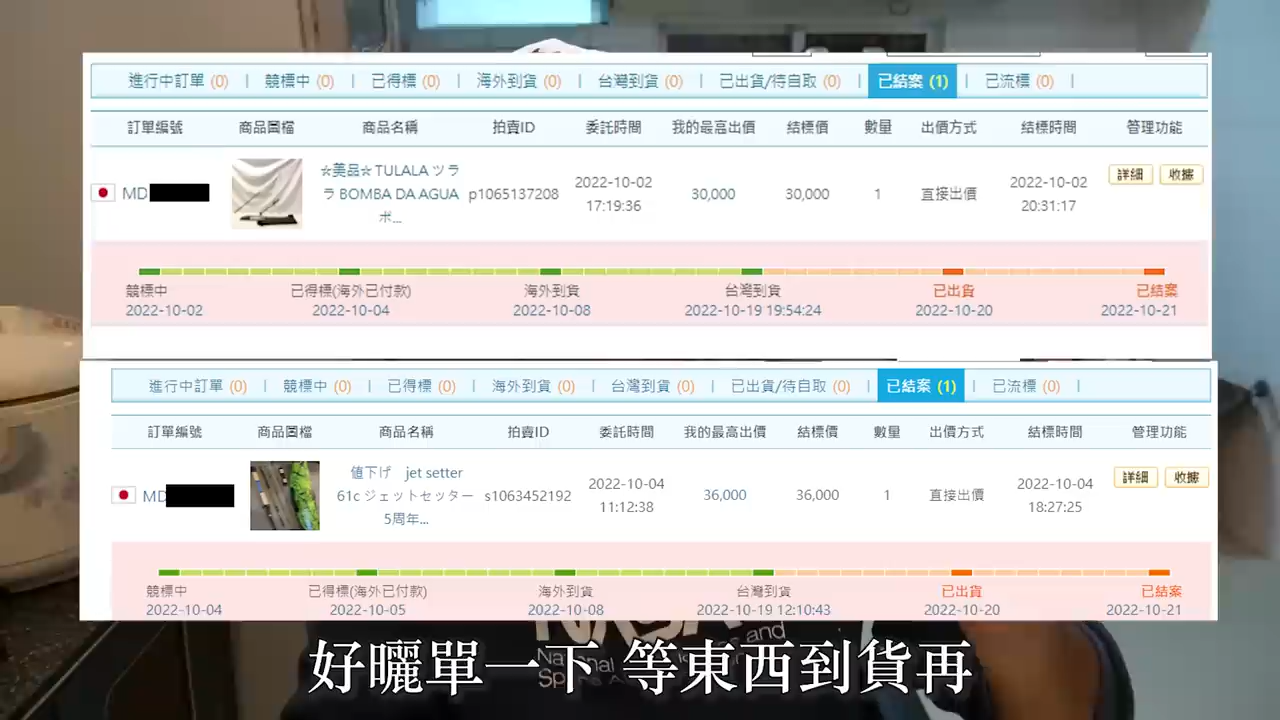 進行中訂單 (0) | 競標中 (0) | 已得標 (0) | 海外到貨 (0) | 台灣到貨 (0) | 已出貨/待自取 (0) | 已結案 (1) | 已流標 (0) |
訂單編號 商品圖檔 商品名稱 拍賣ID 委託時間 我的最高出價 結標價 數量 出價方式 結標時間 管理功能
MD ☆美品☆ TULALA ツララ BOMBA DA AGUA ボ... p1065137208 2022-10-02 17:19:36 30,000 30,000 1 直接出價 2022-10-02 20:31:17 詳細 收據
競標中 已得標(海外已付款) 海外到貨 台灣到貨 已出貨 已結案
2022-10-02 2022-10-04 2022-10-08 2022-10-19 19:54:24 2022-10-20 2022-10-21
進行中訂單 (0) | 競標中 (0) | 已得標 (0) | 海外到貨 (0) | 台灣到貨 (0) | 已出貨/待自取 (0) | 已結案 (1) | 已流標 (0) |
訂單編號 商品圖檔 商品名稱 拍賣ID 委託時間 我的最高出價 結標價 數量 出價方式 結標時間 管理功能
MD 値下げ jet setter 61c ジェットセッター 5周年... s1063452192 2022-10-04 11:12:38 36,000 36,000 1 直接出價 2022-10-04 18:27:25 詳細 收據
競標中 已得標(海外已付款) 海外到貨 台灣到貨 已出貨 已結案
2022-10-04 2022-10-05 2022-10-08 2022-10-19 12:10:43 2022-10-20 2022-10-21
好曬單一下 等東西到貨再